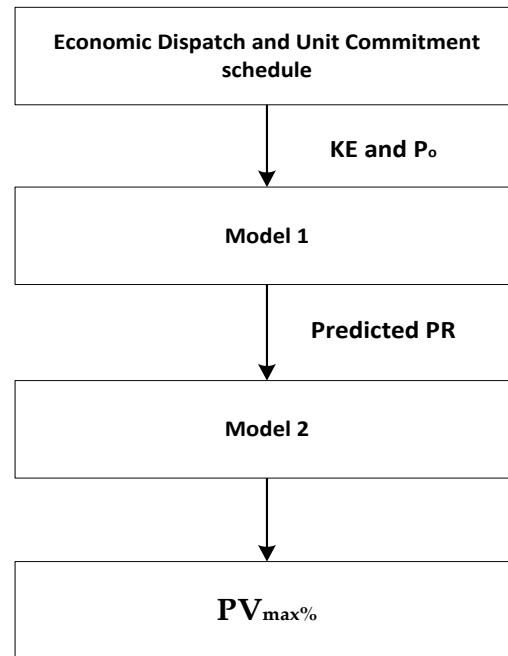 Economic Dispatch and Unit Commitment
schedule
KE and Pₒ
Model 1
Predicted PR
Model 2
PVmax%